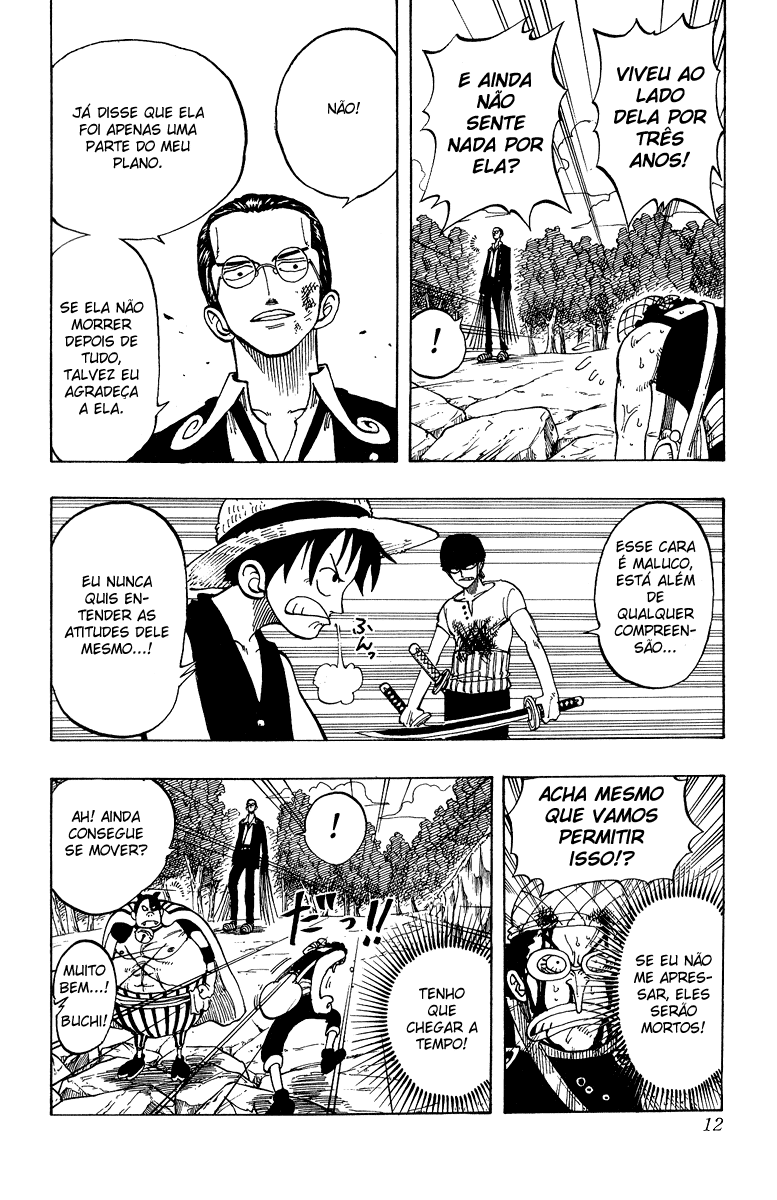 VIVEU AO
LADO
DELA POR
TRÊS
ANOS!
E AINDA
NÃO
SENTE
NADA POR
ELA?
!
NÃO!
JÁ DISSE QUE ELA
FOI APENAS UMA
PARTE DO MEU
PLANO.
SE ELA NÃO
MORRER
DEPOIS DE
TUDO,
TALVEZ EU
AGRADEÇA
A ELA.
ESSE CARA
É MALUCO,
ESTÁ ALÉM
DE
QUALQUER
COMPREEN-
SÃO...
EU NUNCA
QUIS EN-
TENDER AS
ATITUDES DELE
MESMO...!
ふんっ
ACHA MESMO
QUE VAMOS
PERMITIR
ISSO!?
SE EU NÃO
ME APRES-
SAR, ELES
SERÃO
MORTOS!
!
AH! AINDA
CONSEGUE
SE MOVER?
だっ!!
TENHO
QUE
CHEGAR A
TEMPO!
MUITO
BEM...!
BUCHI!
12